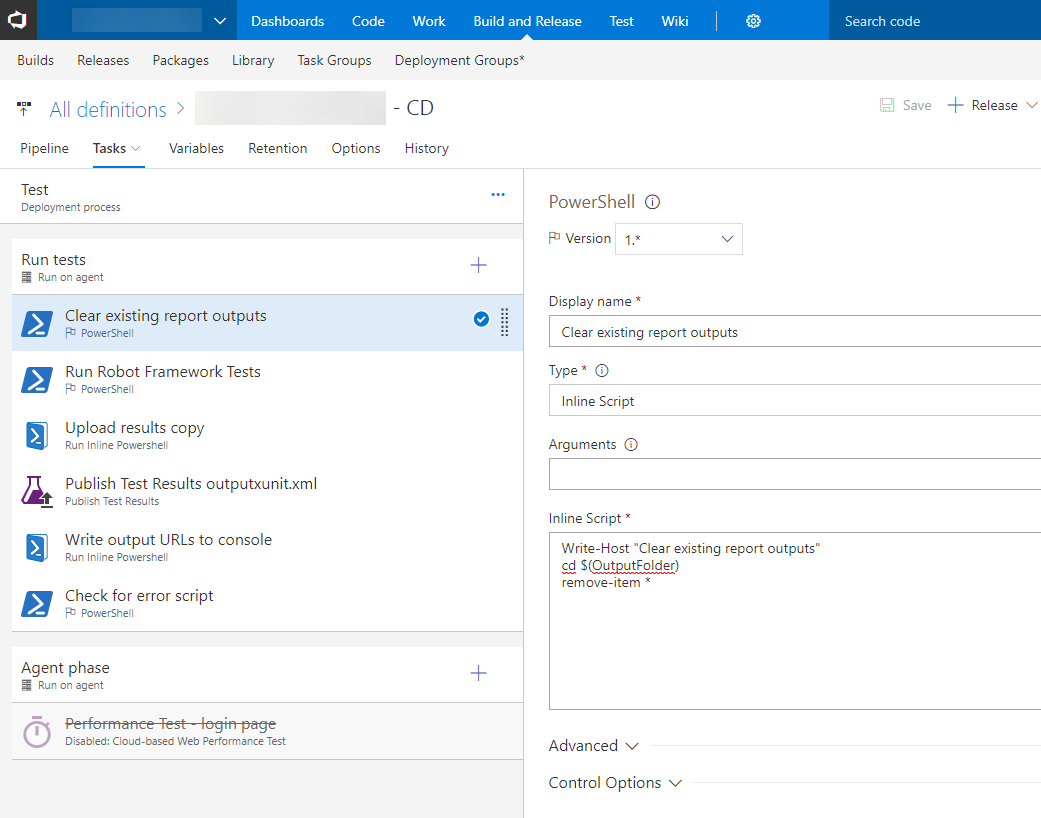 Dashboards Code Work Build and Release Test Wiki Search code
Builds Releases Packages Library Task Groups Deployment Groups*
All definitions > - CD
Save + Release
Pipeline Tasks Variables Retention Options History
Test
Deployment process
Run tests
Run on agent
Clear existing report outputs
PowerShell
Run Robot Framework Tests
PowerShell
Upload results copy
Run Inline Powershell
Publish Test Results outputxunit.xml
Publish Test Results
Write output URLs to console
Run Inline Powershell
Check for error script
PowerShell
Agent phase
Run on agent
Performance Test - login page
Disabled: Cloud-based Web Performance Test
PowerShell
Version 1.*
Display name *
Clear existing report outputs
Type *
Inline Script
Arguments
Inline Script *
Write-Host "Clear existing report outputs"
cd $(OutputFolder)
remove-item *
Advanced
Control Options